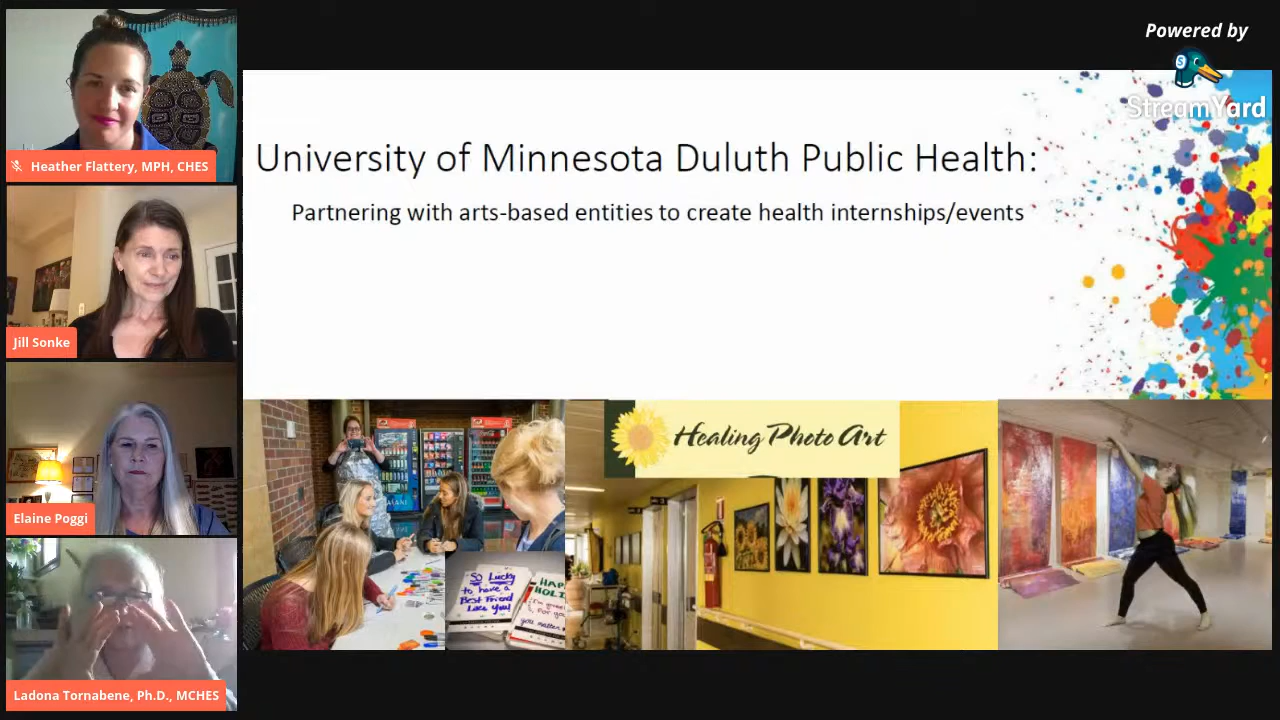 Powered by
StreamYard
Heather Flattery, MPH, CHES
Jill Sonke
Elaine Poggi
Ladona Tornabene, Ph.D., MCHES
University of Minnesota Duluth Public Health:
Partnering with arts-based entities to create health internships/events
Healing Photo Art
So Lucky
to have a
Best Friend
Like You!